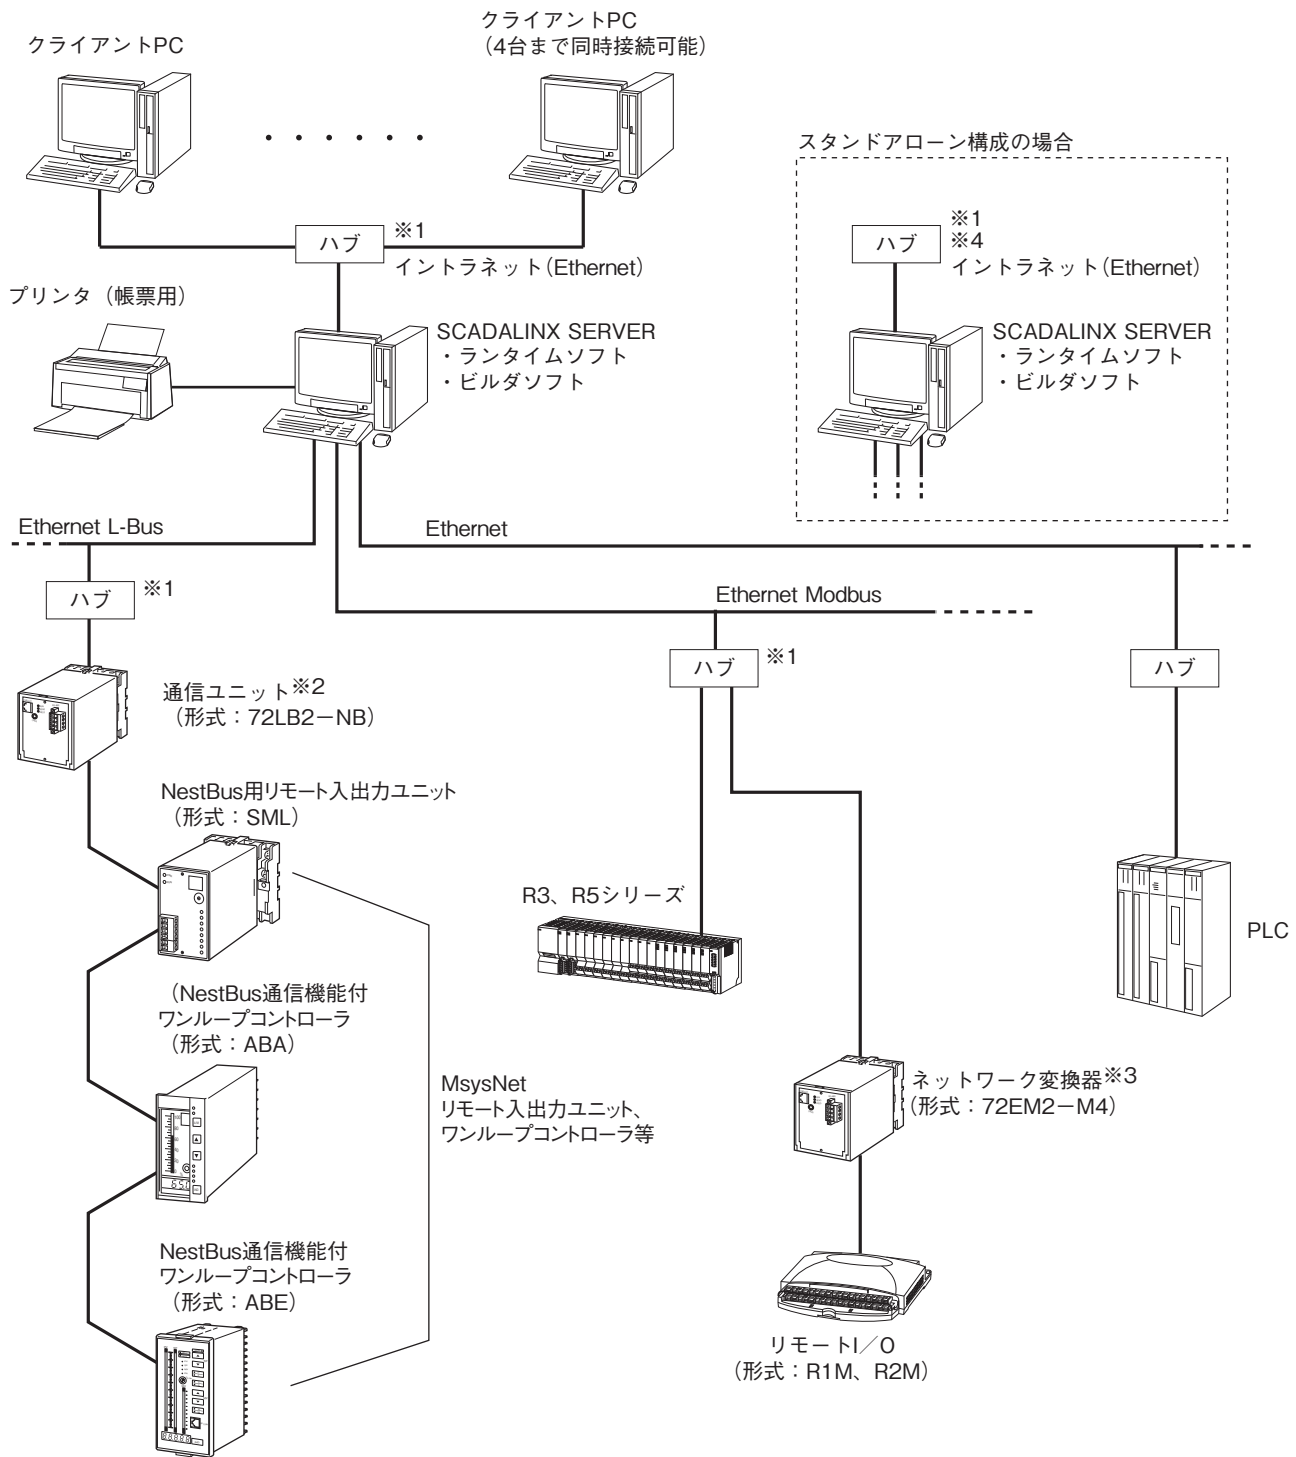 クライアントPC
クライアントPC
（4台まで同時接続可能）
スタンドアローン構成の場合
ハブ
※1
イントラネット（Ethernet）
ハブ
※1
※4
イントラネット（Ethernet）
プリンタ（帳票用）
SCADALINX SERVER
・ランタイムソフト
・ビルダソフト
SCADALINX SERVER
・ランタイムソフト
・ビルダソフト
Ethernet L-Bus
Ethernet
ハブ
※1
Ethernet Modbus
ハブ
※1
ハブ
通信ユニット※2
（形式：72LB2－NB）
NestBus用リモート入出力ユニット
（形式：SML）
R3、R5シリーズ
PLC
（NestBus通信機能付
ワンループコントローラ
（形式：ABA）
MsysNet
リモート入出力ユニット、
ワンループコントローラ等
ネットワーク変換器※3
（形式：72EM2－M4）
NestBus通信機能付
ワンループコントローラ
（形式：ABE）
リモートI／O
（形式：R1M、R2M）